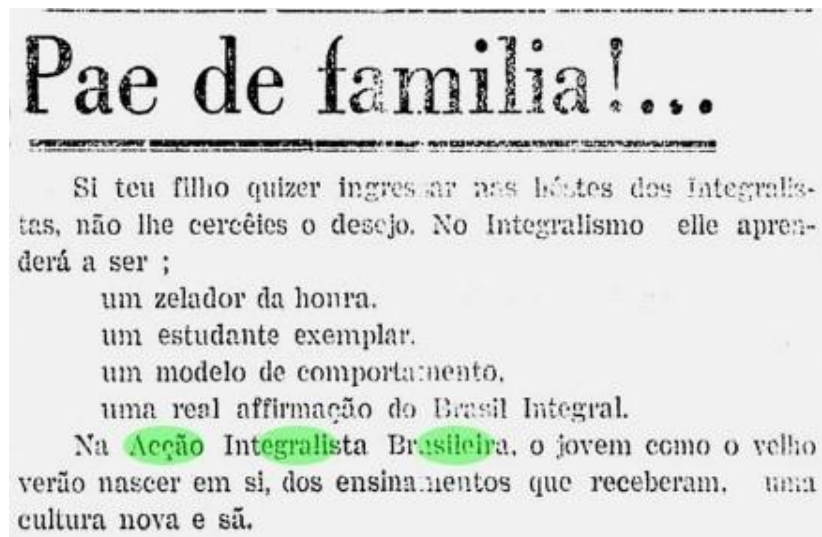 Pae de familia!...
Si teu filho quizer ingressar nas hóstes dos Integralis-
tas, não lhe cercêies o desejo. No Integralismo elle apren-
derá a ser ;
um zelador da honra.
um estudante exemplar.
um modelo de comportamento.
uma real affirmação do Brasil Integral.
Na Acção Integralista Brasileira, o jovem como o velho
verão nascer em si, dos ensinamentos que receberam, uma
cultura nova e sã.